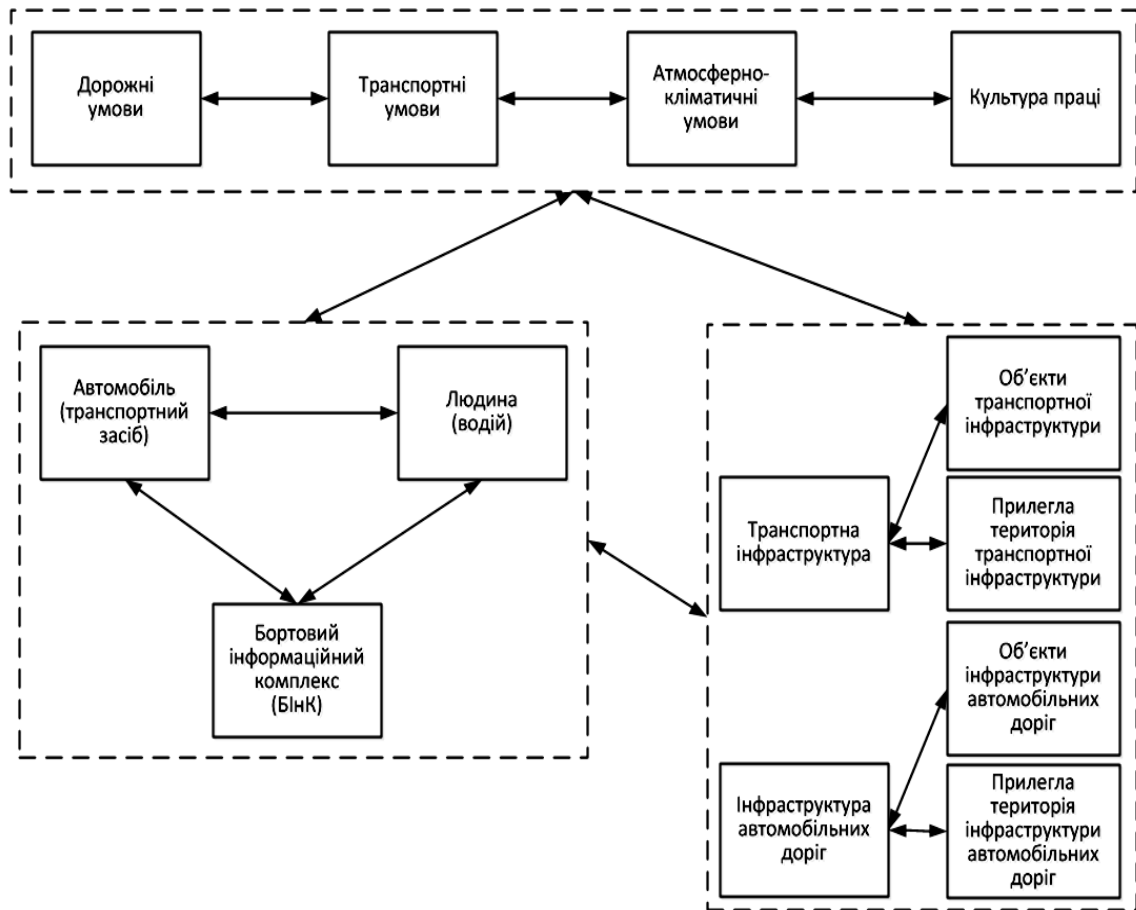 Дорожні
умови
Транспортні
умови
Атмосферно-
кліматичні
умови
Культура праці
Автомобіль
(транспортний
засіб)
Людина
(водій)
Бортовий
інформаційний
комплекс
(БІнК)
Транспортна
інфраструктура
Об’єкти
транспортної
інфраструктури
Прилегла
територія
транспортної
інфраструктури
Інфраструктура
автомобільних
доріг
Об’єкти
інфраструктури
автомобільних
доріг
Прилегла
територія
інфраструктури
автомобільних
доріг